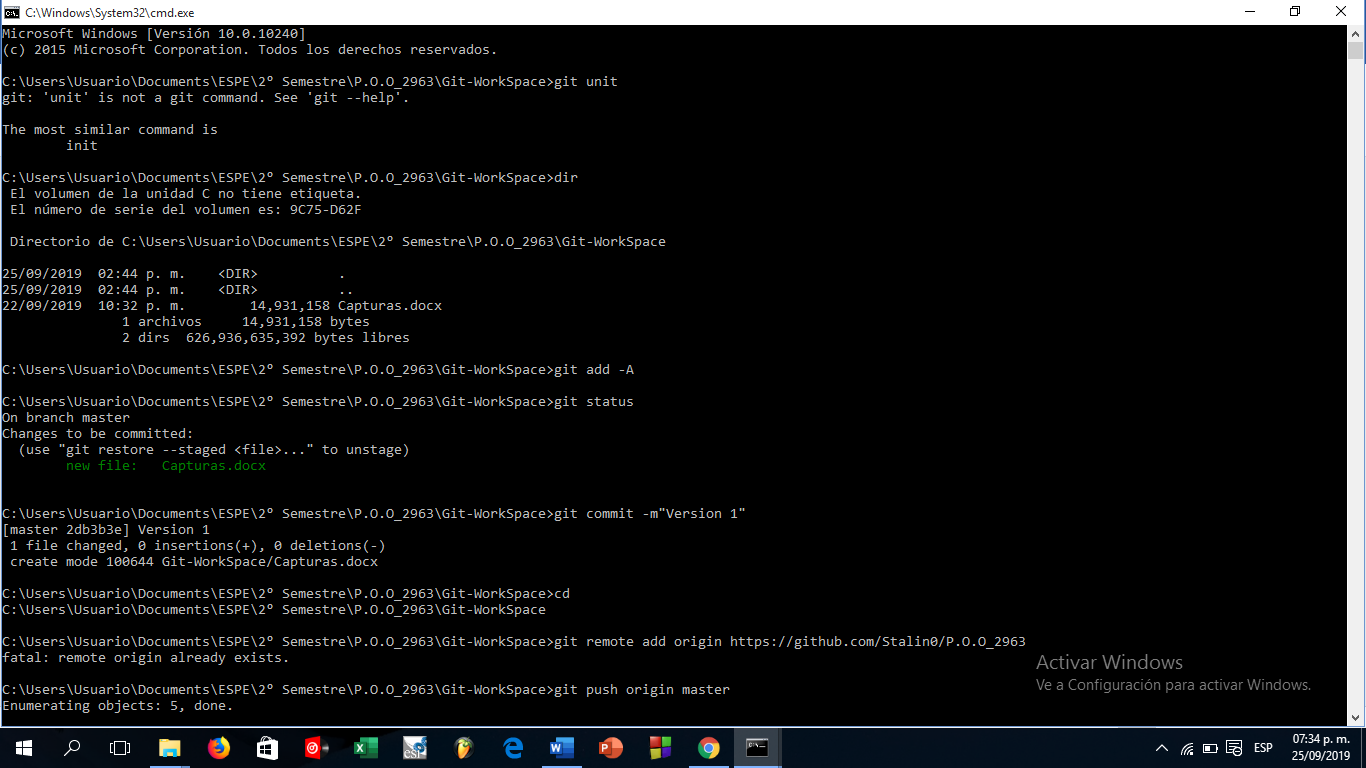 C:\Windows\System32\cmd.exe
Microsoft Windows [Versión 10.0.10240]
(c) 2015 Microsoft Corporation. Todos los derechos reservados.
C:\Users\Usuario\Documents\ESPE\2º Semestre\P.O.O_2963\Git-WorkSpace>git unit
git: 'unit' is not a git command. See 'git --help'.
The most similar command is
init
C:\Users\Usuario\Documents\ESPE\2º Semestre\P.O.O_2963\Git-WorkSpace>dir
El volumen de la unidad C no tiene etiqueta.
El número de serie del volumen es: 9C75-D62F
Directorio de C:\Users\Usuario\Documents\ESPE\2º Semestre\P.O.O_2963\Git-WorkSpace
25/09/2019  02:44 p. m.    <DIR>          .
25/09/2019  02:44 p. m.    <DIR>          ..
22/09/2019  10:32 p. m.        14,931,158 Capturas.docx
1 archivos     14,931,158 bytes
2 dirs  626,936,635,392 bytes libres
C:\Users\Usuario\Documents\ESPE\2º Semestre\P.O.O_2963\Git-WorkSpace>git add -A
C:\Users\Usuario\Documents\ESPE\2º Semestre\P.O.O_2963\Git-WorkSpace>git status
On branch master
Changes to be committed:
(use "git restore --staged <file>..." to unstage)
new file:   Capturas.docx
C:\Users\Usuario\Documents\ESPE\2º Semestre\P.O.O_2963\Git-WorkSpace>git commit -m"Version 1"
[master 2db3b3e] Version 1
1 file changed, 0 insertions(+), 0 deletions(-)
create mode 100644 Git-WorkSpace/Capturas.docx
C:\Users\Usuario\Documents\ESPE\2º Semestre\P.O.O_2963\Git-WorkSpace>cd
C:\Users\Usuario\Documents\ESPE\2º Semestre\P.O.O_2963\Git-WorkSpace
C:\Users\Usuario\Documents\ESPE\2º Semestre\P.O.O_2963\Git-WorkSpace>git remote add origin https://github.com/Stalin0/P.O.O_2963
fatal: remote origin already exists.
C:\Users\Usuario\Documents\ESPE\2º Semestre\P.O.O_2963\Git-WorkSpace>git push origin master
Enumerating objects: 5, done.
Activar Windows
Ve a Configuración para activar Windows.
ESP
07:34 p. m.
25/09/2019